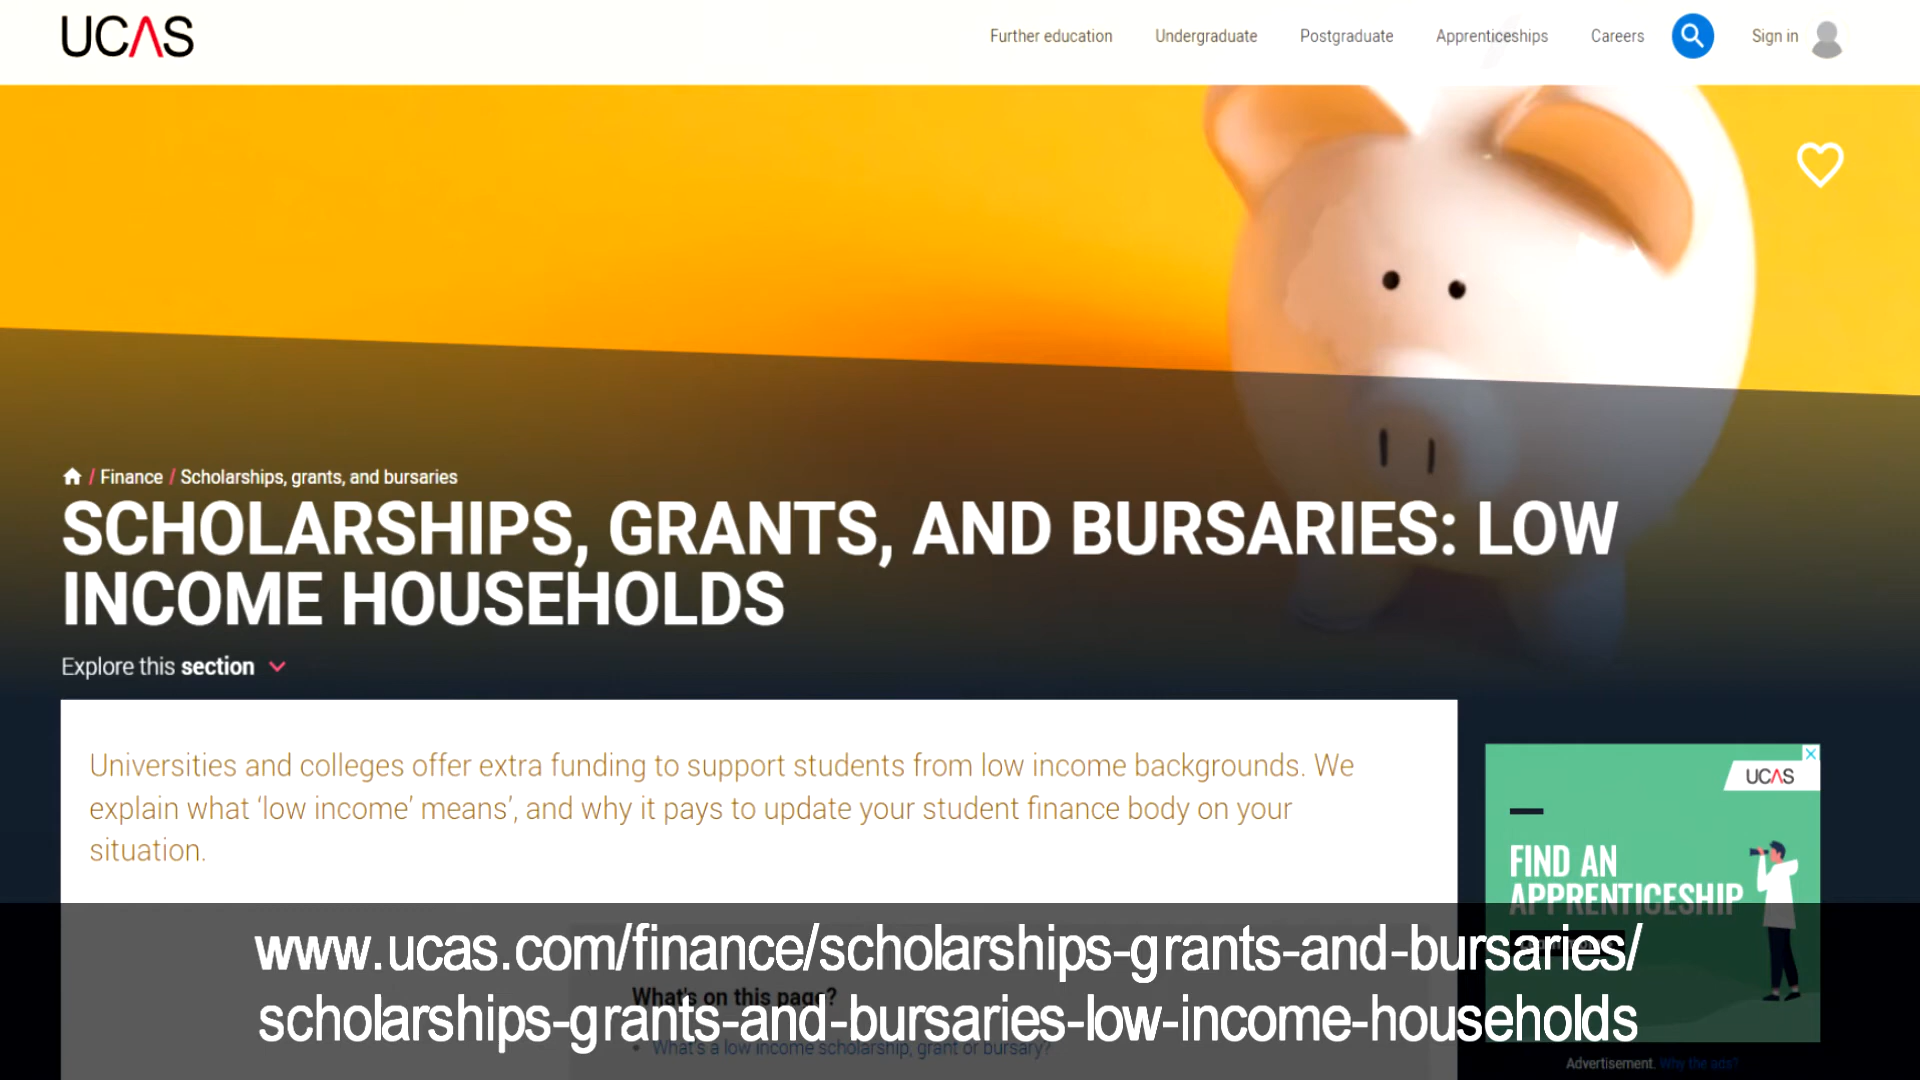 UCAS
Further education Undergraduate Postgraduate Apprenticeships Careers Sign in
/ Finance / Scholarships, grants, and bursaries
SCHOLARSHIPS, GRANTS, AND BURSARIES: LOW
INCOME HOUSEHOLDS
Explore this section
Universities and colleges offer extra funding to support students from low income backgrounds. We
explain what ‘low income’ means’, and why it pays to update your student finance body on your
situation.
UCAS
FIND AN
APPRENTICESHIP
www.ucas.com/finance/scholarships-grants-and-bursaries/
scholarships-grants-and-bursaries-low-income-households
What's on this page?
• What's a low income scholarship, grant or bursary?
Advertisement. Why the ads?